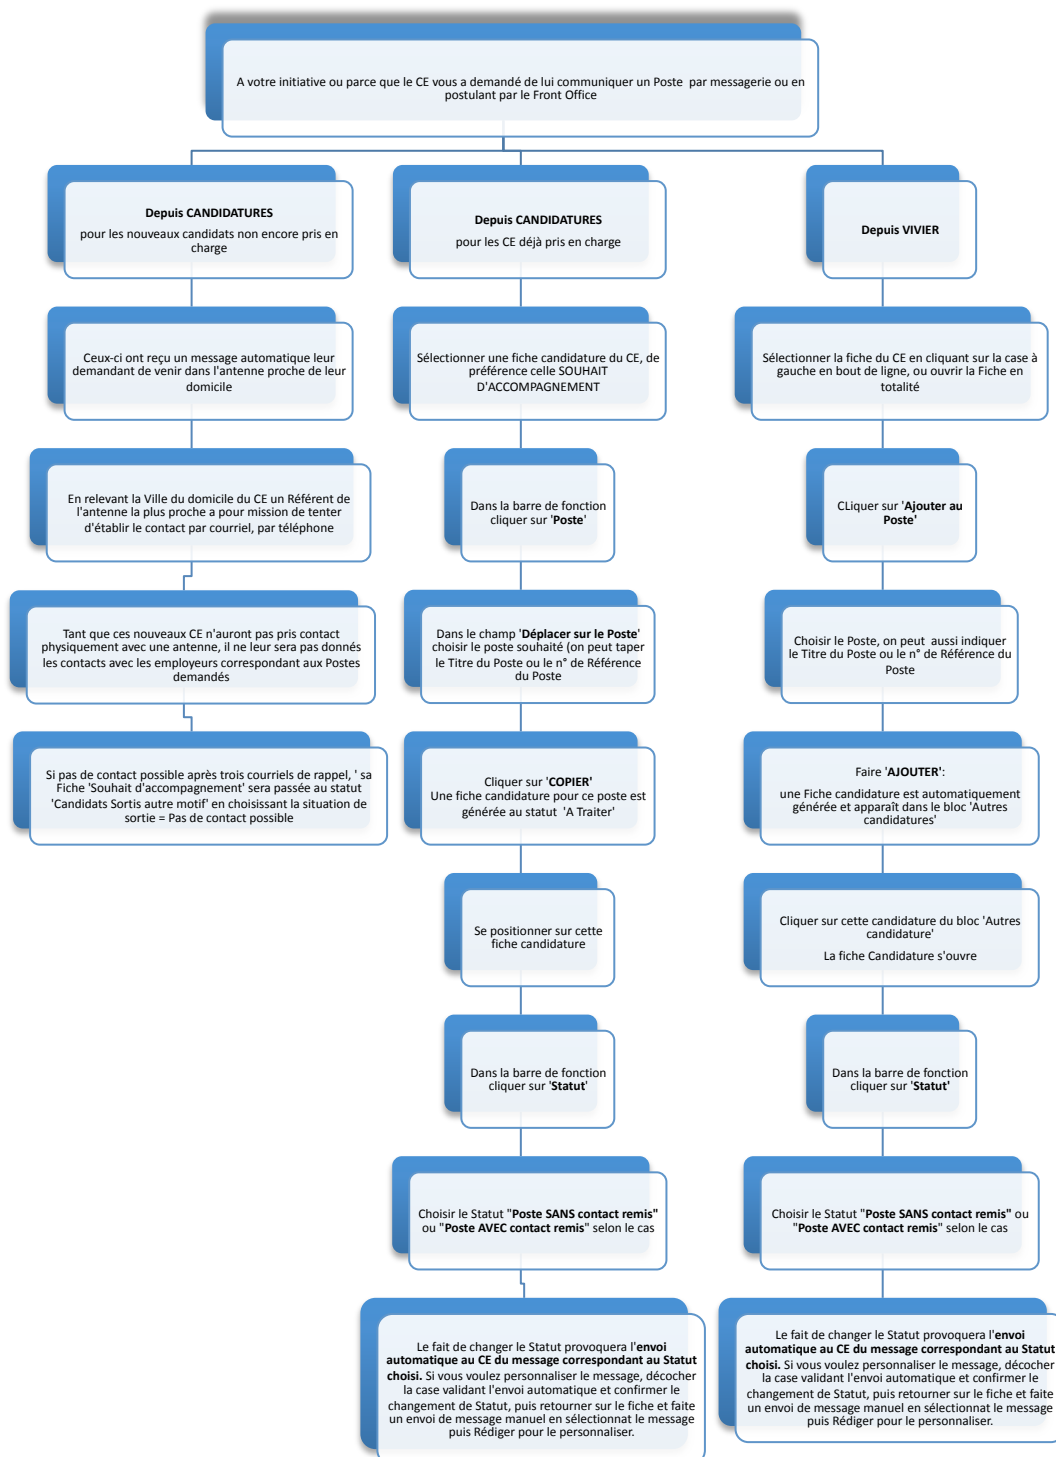 A votre initiative ou parce que le CE vous a demandé de lui communiquer un Poste par messagerie ou en
postulant par le Front Office
Depuis CANDIDATURES
pour les nouveaux candidats non encore pris en
charge
Ceux-ci ont reçu un message automatique leur
demandant de venir dans l'antenne proche de leur
domicile
En relevant la Ville du domicile du CE un Référent de
l'antenne la plus proche a pour mission de tenter
d'établir le contact par courriel, par téléphone
Tant que ces nouveaux CE n'auront pas pris contact
physiquement avec une antenne, il ne leur sera pas donnés
les contacts avec les employeurs correspondant aux Postes
demandés
Si pas de contact possible après trois courriels de rappel, ' sa
Fiche 'Souhait d'accompagnement' sera passée au statut
'Candidats Sortis autre motif' en choisissant la situation de
sortie = Pas de contact possible
Depuis CANDIDATURES
pour les CE déjà pris en charge
Sélectionner une fiche candidature du CE, de
préférence celle SOUHAIT
D'ACCOMPAGNEMENT
Dans la barre de fonction
cliquer sur 'Poste'
Dans le champ 'Déplacer sur le Poste'
choisir le poste souhaité (on peut taper
le Titre du Poste ou le n° de Référence
du Poste
Cliquer sur 'COPIER'
Une fiche candidature pour ce poste est
générée au statut 'A Traiter'
Se positionner sur cette
fiche candidature
Dans la barre de fonction
cliquer sur 'Statut'
Choisir le Statut "Poste SANS contact remis"
ou "Poste AVEC contact remis" selon le cas
Le fait de changer le Statut provoquera l'envoi
automatique au CE du message correspondant au Statut
choisi. Si vous voulez personnaliser le message, décocher
la case validant l'envoi automatique et confirmer le
changement de Statut, puis retourner sur le fiche et faite
un envoi de message manuel en sélectionnat le message
puis Rédiger pour le personnaliser.
Depuis VIVIER
Sélectionner la fiche du CE en cliquant sur la case à
gauche en bout de ligne, ou ouvrir la Fiche en
totalité
CLiquer sur 'Ajouter au
Poste'
Choisir le Poste, on peut aussi indiquer
le Titre du Poste ou le n° de Référence du
Poste
Faire 'AJOUTER':
une Fiche candidature est automatiquement
générée et apparaît dans le bloc 'Autres
candidatures'
Cliquer sur cette candidature du bloc 'Autres
candidature'
La fiche Candidature s'ouvre
Dans la barre de fonction
cliquer sur 'Statut'
Choisir le Statut "Poste SANS contact remis" ou
"Poste AVEC contact remis" selon le cas
Le fait de changer le Statut provoquera l'envoi
automatique au CE du message correspondant au Statut
choisi. Si vous voulez personnaliser le message, décocher
la case validant l'envoi automatique et confirmer le
changement de Statut, puis retourner sur le fiche et faite
un envoi de message manuel en sélectionnat le message
puis Rédiger pour le personnaliser.